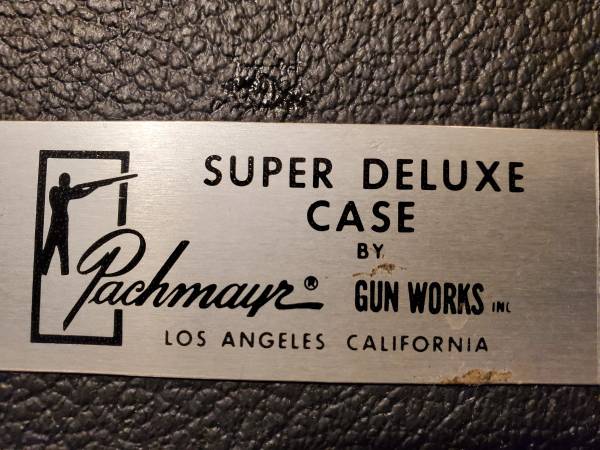 SUPER DELUXE
CASE
BY
Pachmayr® GUN WORKS INC
LOS ANGELES CALIFORNIA